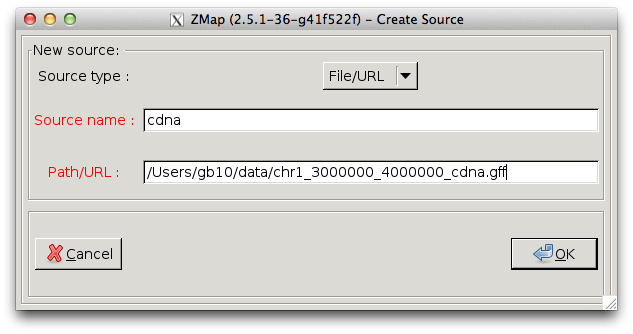 ZMap (2.5.1-36-g41f522f) – Create Source
New source:
Source type :
File/URL
Source name :
cdna
Path/URL :
/Users/gb10/data/chr1_3000000_4000000_cdna.gff
Cancel
OK